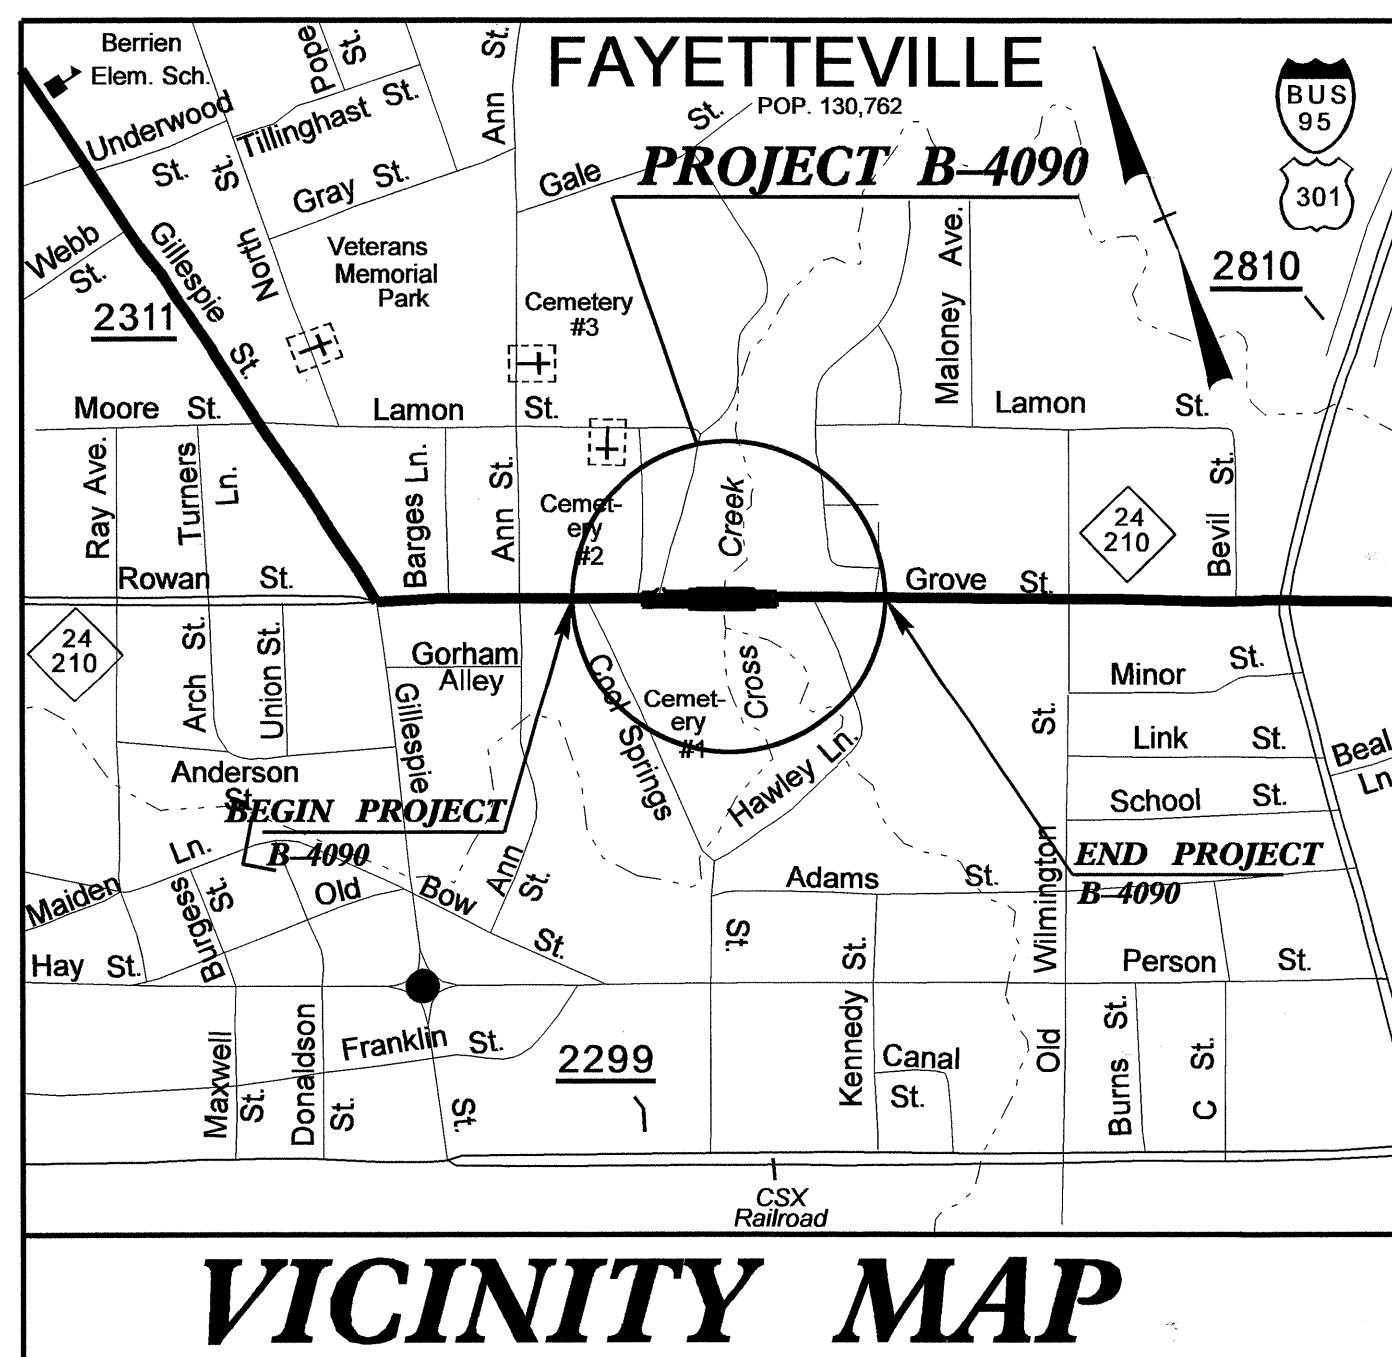 FAYETTEVILLE
POP. 130,762
PROJECT B–4090
BUS
95
301
2810
Berrien
Elem. Sch.
Pope St.
Ann St.
Underwood St.
Tillinghast St.
Gray St.
Gale St.
North St.
Webb St.
Gillespie St.
2311
Veterans
Memorial
Park
Cemetery
#3
Maloney Ave.
Moore St.
Lamon St.
Lamon St.
Ray Ave.
Turners Ln.
Barges Ln.
Ann St.
Cemet-
ery
#2
Creek
24
210
Bevil St.
Rowan St.
Grove St.
24
210
Arch St.
Union St.
Gorham
Alley
Gillespie
Cool Springs
Cemet-
ery
#1
Cross
Hawley Ln.
Minor St.
Link St.
School St.
Beal
Ln
Anderson
St.
BEGIN PROJECT
B–4090
END PROJECT
B–4090
Maiden Ln.
Burgess St.
Old Bow St.
Ann St.
Adams St.
Old Wilmington St.
Hay St.
St.
Person St.
Maxwell St.
Donaldson St.
Franklin St.
St.
2299
Kennedy St.
Canal
St.
Burns St.
C St.
CSX
Railroad
VICINITY MAP